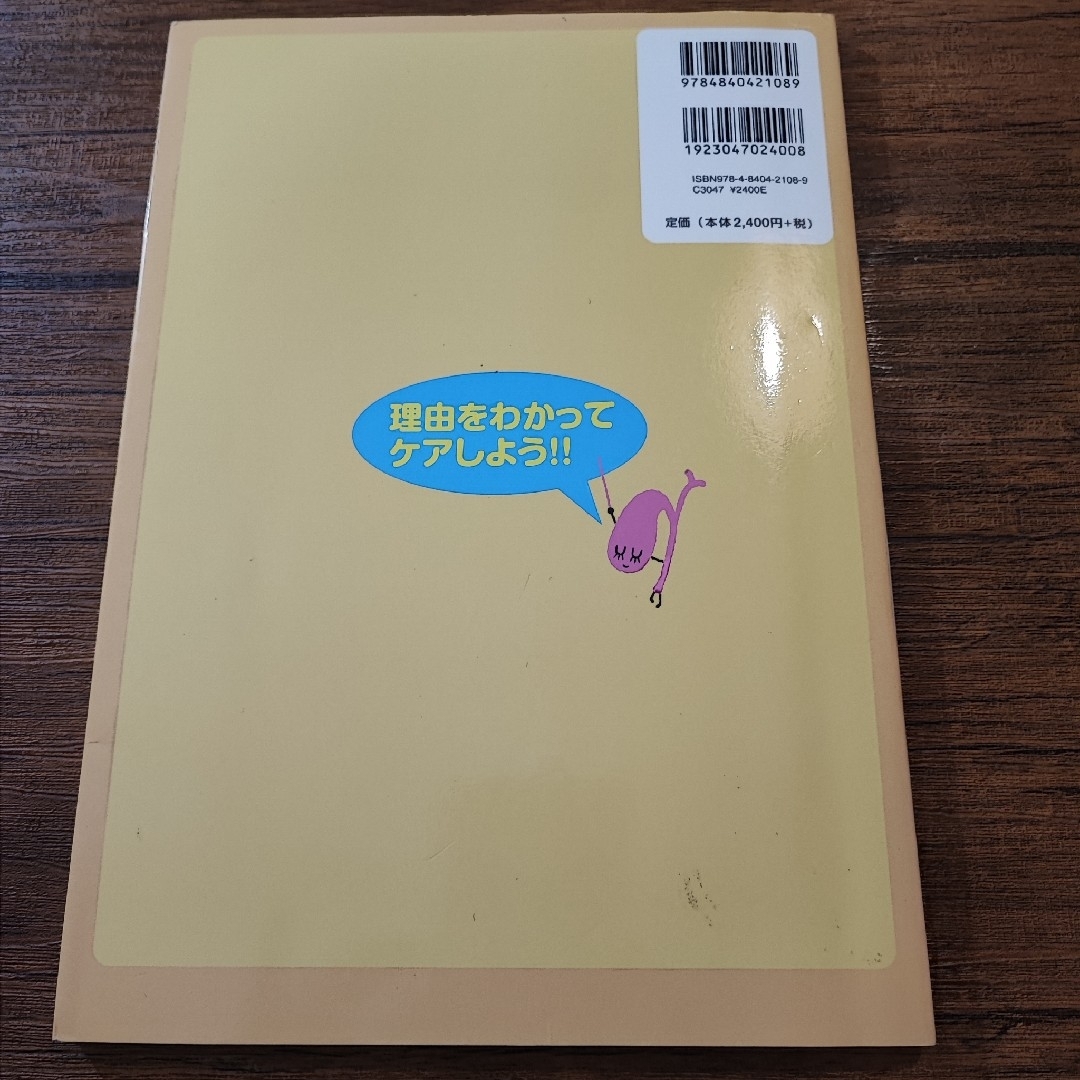 9784840421089
1923047024008
ISBN978-4-8404-2108-9
C3047 ¥2400E
定価（本体2,400円+税）
理由をわかって
ケアしよう!!